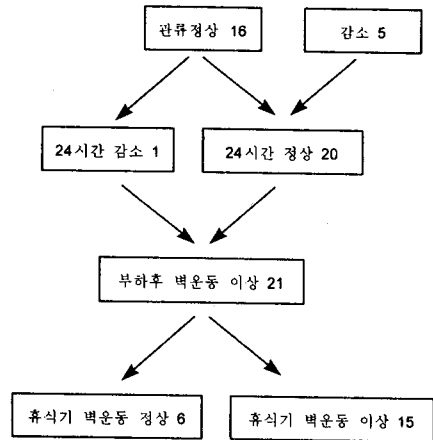 관류정상 16
감소 5
24시간 감소 1
24시간 정상 20
부하후 벽운동 이상 21
휴식기 벽운동 정상 6
휴식기 벽운동 이상 15